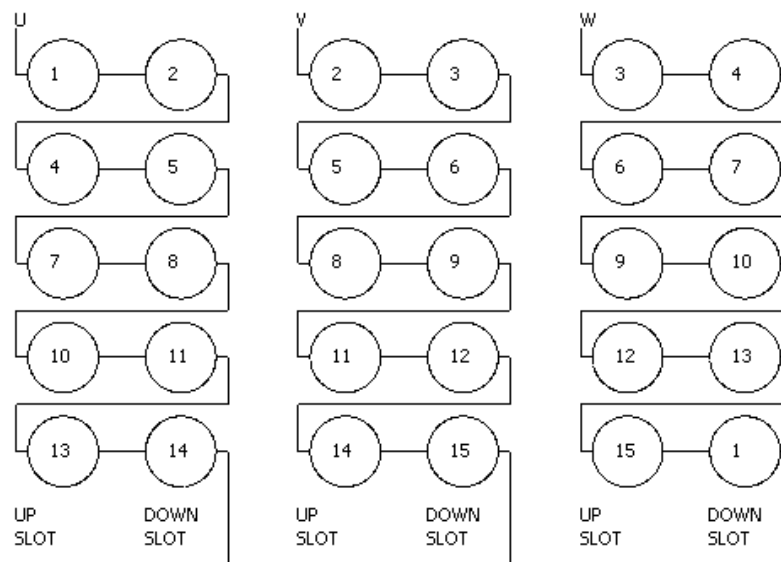 U V W
1 2 2 3 3 4
4 5 5 6 6 7
7 8 8 9 9 10
10 11 11 12 12 13
13 14 14 15 15 1
UP DOWN UP DOWN UP DOWN
SLOT SLOT SLOT SLOT SLOT SLOT